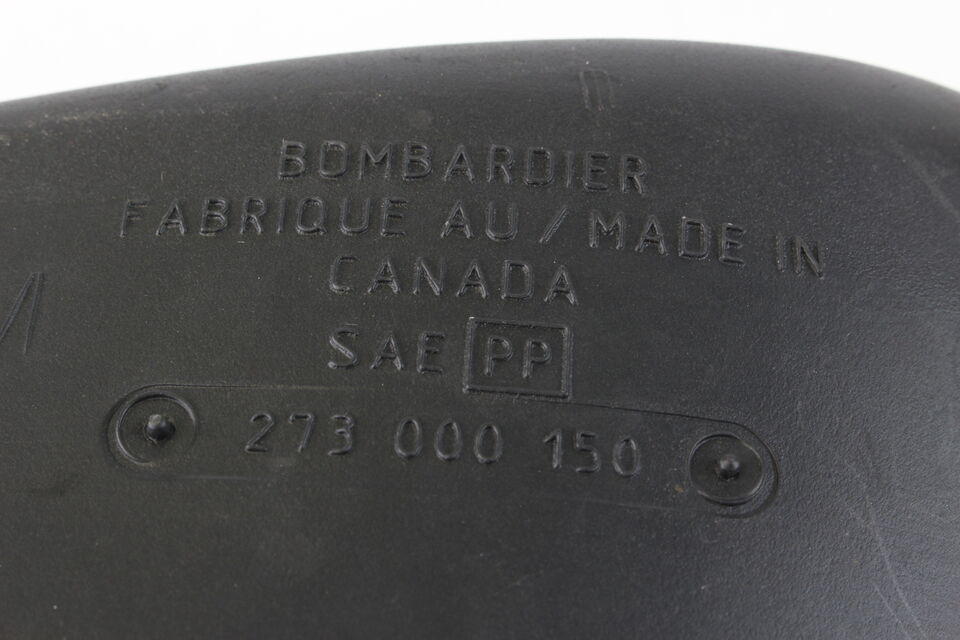 BOMBARDIER
FABRIQUE AU / MADE IN
CANADA
SAE PP
273 000 150